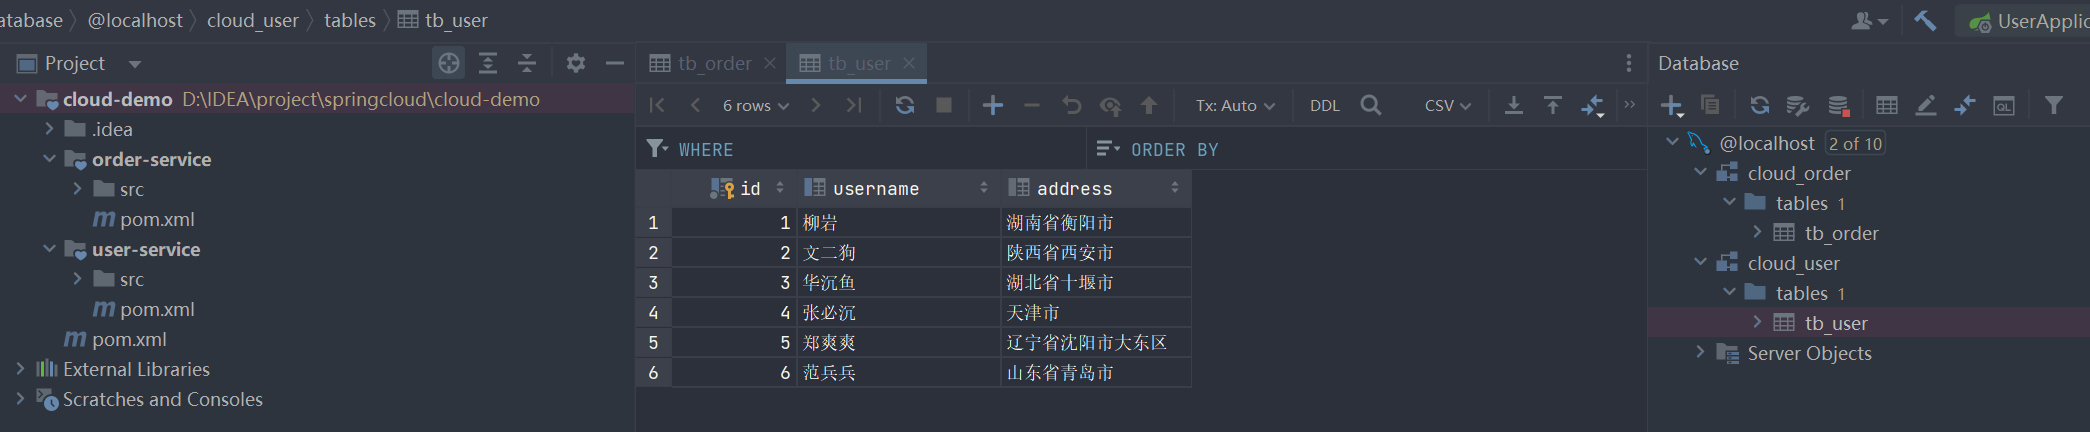 atabase @localhost cloud_user tables tb_user
UserApplic
Project
cloud-demo D:\IDEA\project\springcloud\cloud-demo
.idea
order-service
src
pom.xml
user-service
src
pom.xml
pom.xml
External Libraries
Scratches and Consoles
tb_order tb_user
6 rows Tx: Auto DDL CSV
WHERE ORDER BY
id username address
1 1 柳岩 湖南省衡阳市
2 2 文二狗 陕西省西安市
3 3 华沉鱼 湖北省十堰市
4 4 张必沉 天津市
5 5 郑爽爽 辽宁省沈阳市大东区
6 6 范兵兵 山东省青岛市
Database
QL
@localhost 2 of 10
cloud_order
tables 1
tb_order
cloud_user
tables 1
tb_user
Server Objects